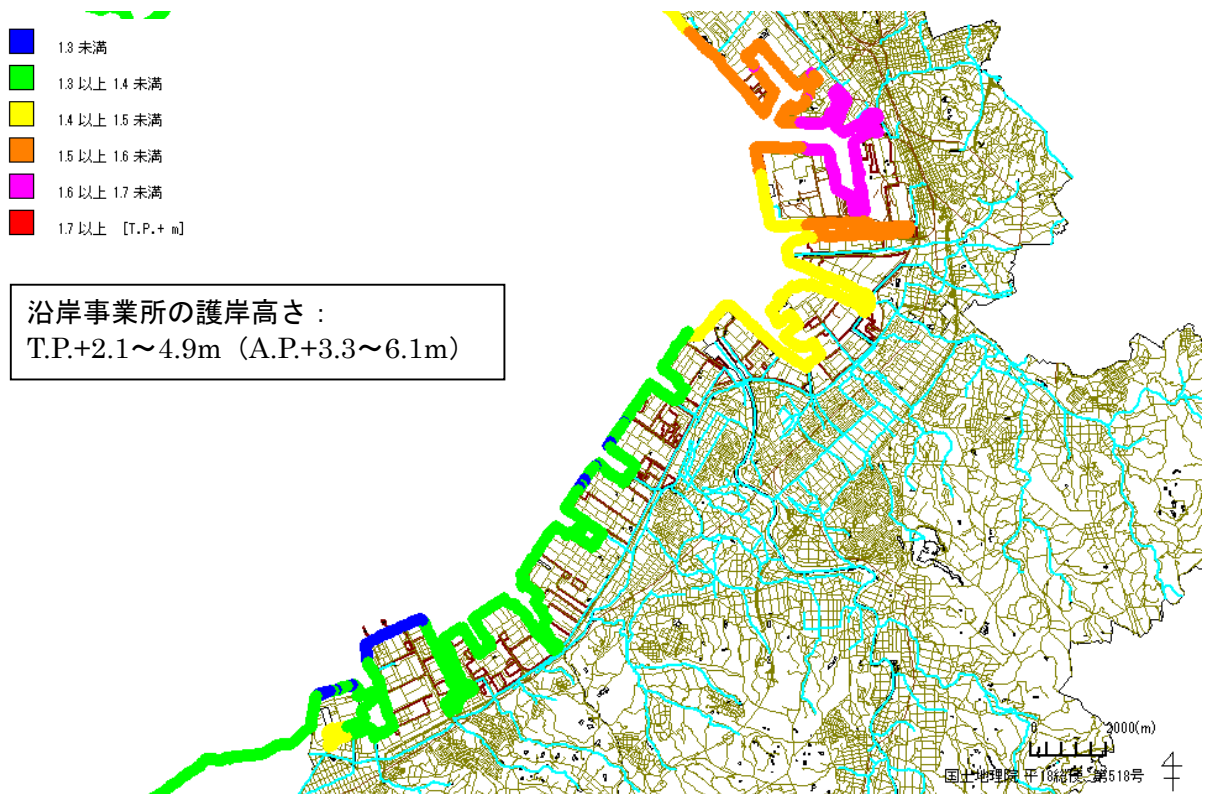 1.3 未満
1.3 以上 1.4 未満
1.4 以上 1.5 未満
1.5 以上 1.6 未満
1.6 以上 1.7 未満
1.7 以上 [T.P.+ m]
沿岸事業所の護岸高さ：
T.P.+2.1～4.9m（A.P.+3.3～6.1m）
0 2000(m)
国土地理院 平18総使 第518号